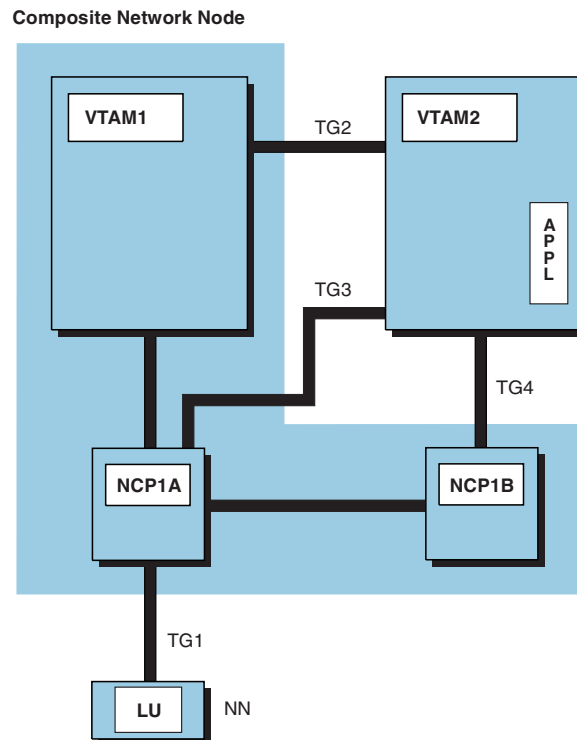 Composite Network Node
VTAM1
VTAM2
TG2
A
P
P
L
TG3
TG4
NCP1A
NCP1B
TG1
LU
NN